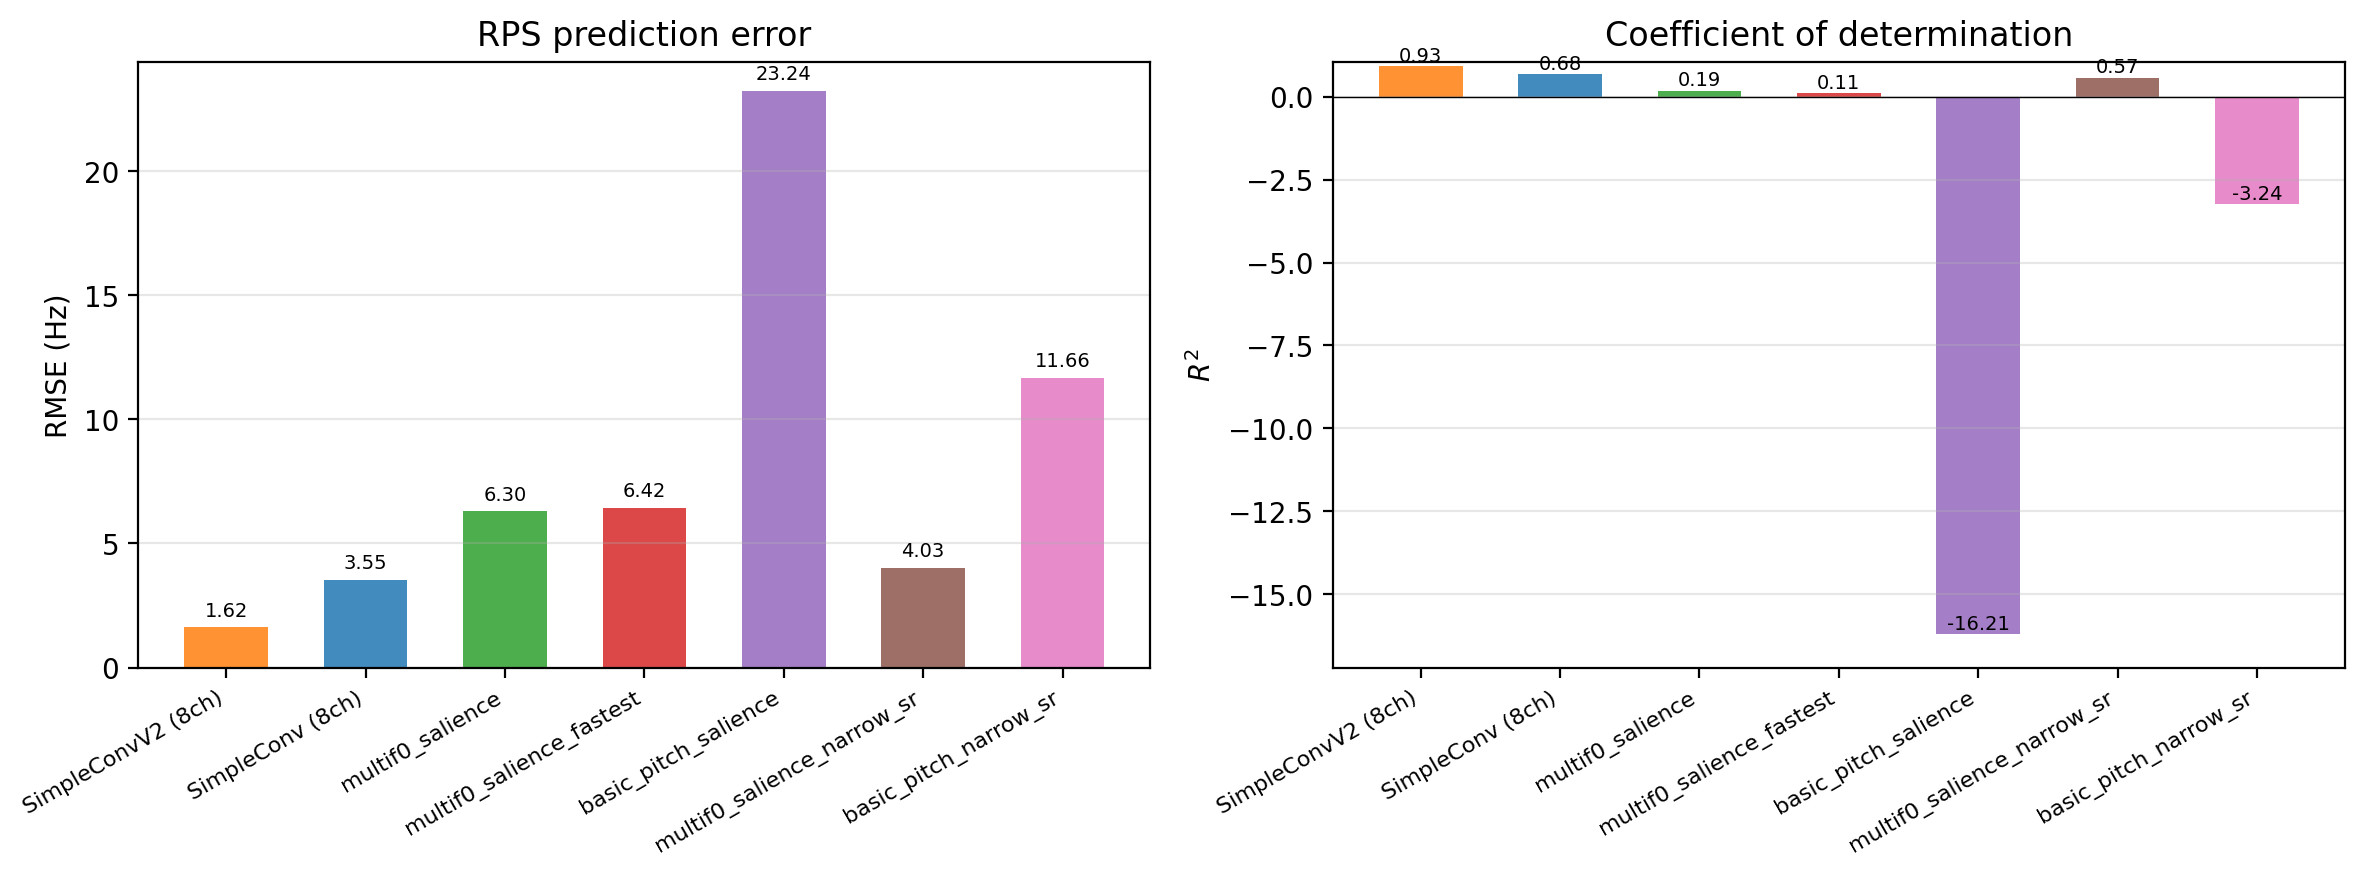 RPS prediction error
RMSE (Hz)
20
15
10
5
0
1.62
3.55
6.30
6.42
23.24
4.03
11.66
SimpleConvV2 (8ch)
SimpleConv (8ch)
multif0_salience
multif0_salience_fastest
basic_pitch_salience
multif0_salience_narrow_sr
basic_pitch_narrow_sr
Coefficient of determination
R²
0.0
−2.5
−5.0
−7.5
−10.0
−12.5
−15.0
0.93
0.68
0.19
0.11
-16.21
0.57
-3.24
SimpleConvV2 (8ch)
SimpleConv (8ch)
multif0_salience
multif0_salience_fastest
basic_pitch_salience
multif0_salience_narrow_sr
basic_pitch_narrow_sr